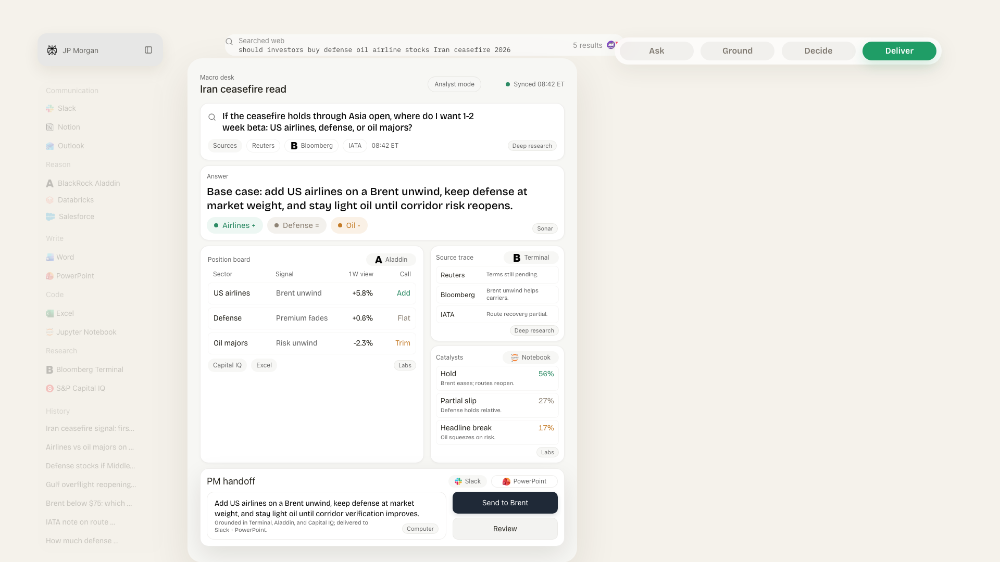 JP Morgan
Communication
Slack
Notion
Outlook
Reason
BlackRock Aladdin
Databricks
Salesforce
Write
Word
PowerPoint
Code
Excel
Jupyter Notebook
Research
Bloomberg Terminal
S&P Capital IQ
History
Iran ceasefire signal: firs...
Airlines vs oil majors on ...
Defense stocks if Middle...
Gulf overflight reopening...
Brent below $75: which ...
IATA note on route ...
How much defense ...
Searched web
should investors buy defense oil airline stocks Iran ceasefire 2026
5 results
Ask
Ground
Decide
Deliver
Macro desk
Iran ceasefire read
Analyst mode
Synced 08:42 ET
If the ceasefire holds through Asia open, where do I want 1-2
week beta: US airlines, defense, or oil majors?
Sources
Reuters
B Bloomberg
IATA
08:42 ET
Deep research
Answer
Base case: add US airlines on a Brent unwind, keep defense at
market weight, and stay light oil until corridor risk reopens.
Airlines +
Defense =
Oil -
Sonar
Position board
A Aladdin
Sector Signal 1W view Call
US airlines Brent unwind +5.8% Add
Defense Premium fades +0.6% Flat
Oil majors Risk unwind -2.3% Trim
Capital IQ
Excel
Labs
Source trace
B Terminal
Reuters Terms still pending.
Bloomberg Brent unwind helps
carriers.
IATA Route recovery partial.
Deep research
Catalysts
Notebook
Hold 56%
Brent eases; routes reopen.
Partial slip 27%
Defense holds relative.
Headline break 17%
Oil squeezes on risk.
Labs
PM handoff
Slack
PowerPoint
Add US airlines on a Brent unwind, keep defense at market
weight, and stay light oil until corridor verification improves.
Grounded in Terminal, Aladdin, and Capital IQ; delivered to
Slack + PowerPoint.
Computer
Send to Brent
Review